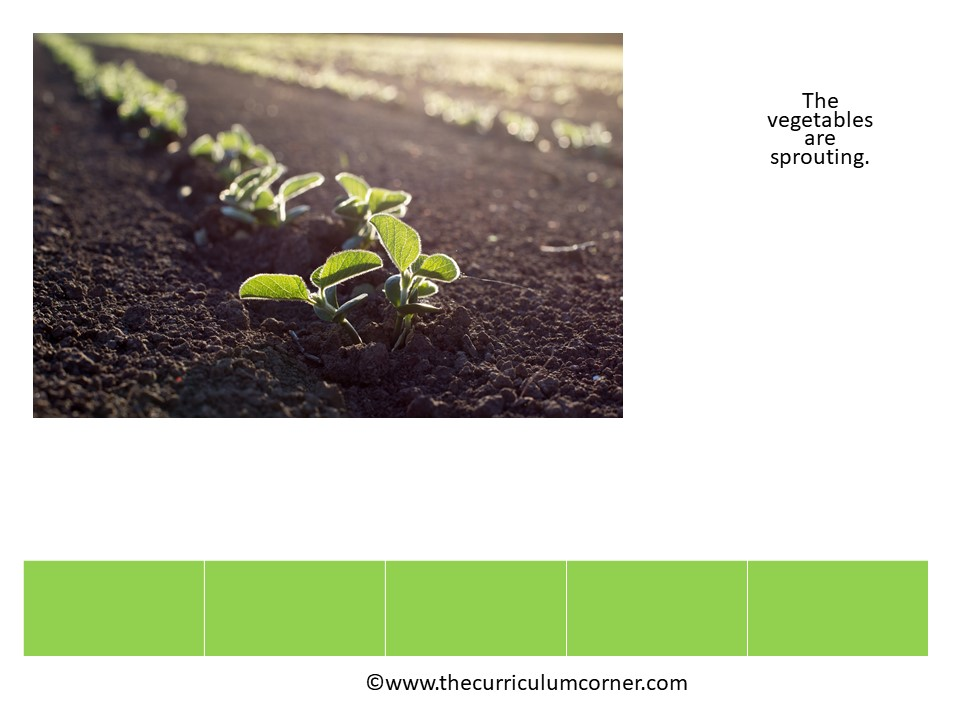 The
vegetables
are
sprouting.
©www.thecurriculumcorner.com